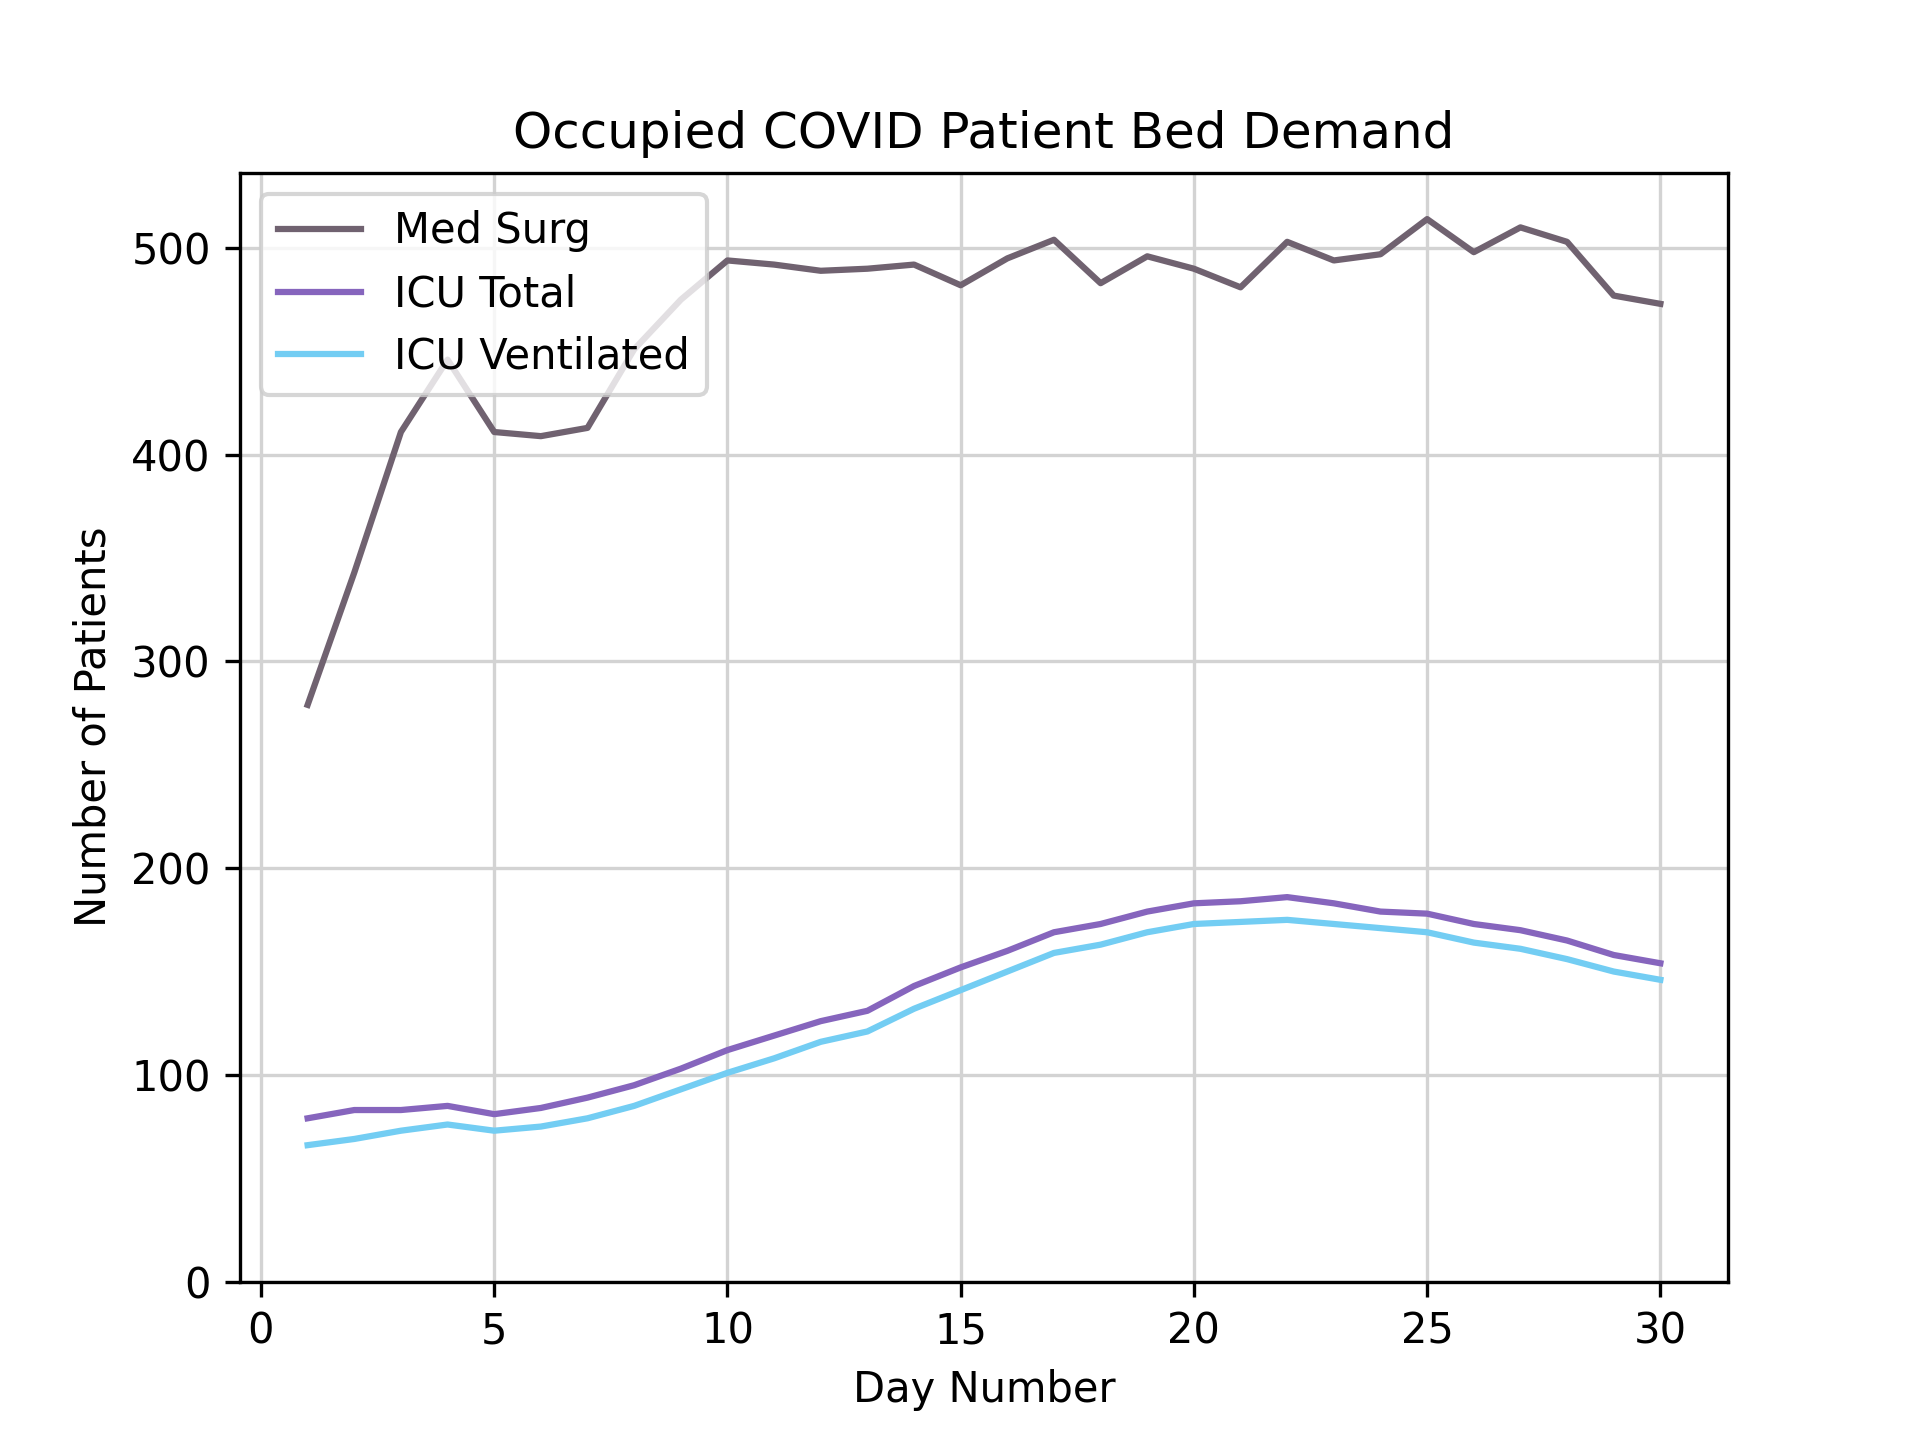 Occupied COVID Patient Bed Demand
Med Surg
ICU Total
ICU Ventilated
500
400
300
200
100
0
Number of Patients
0 5 10 15 20 25 30
Day Number